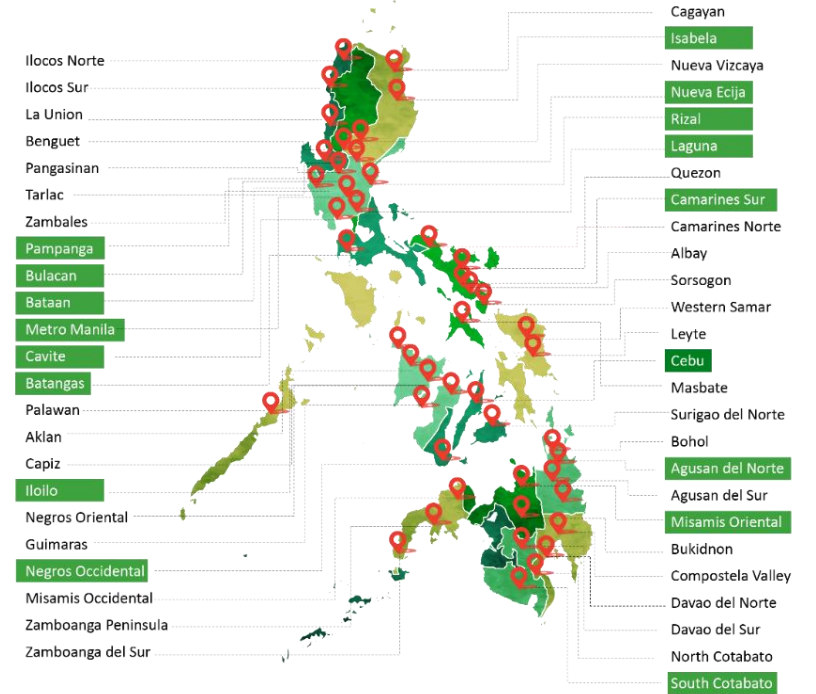 Ilocos Norte
Ilocos Sur
La Union
Benguet
Pangasinan
Tarlac
Zambales
Pampanga
Bulacan
Bataan
Metro Manila
Cavite
Batangas
Palawan
Aklan
Capiz
Iloilo
Negros Oriental
Guimaras
Negros Occidental
Misamis Occidental
Zamboanga Peninsula
Zamboanga del Sur
Cagayan
Isabela
Nueva Vizcaya
Nueva Ecija
Rizal
Laguna
Quezon
Camarines Sur
Camarines Norte
Albay
Sorsogon
Western Samar
Leyte
Cebu
Masbate
Surigao del Norte
Bohol
Agusan del Norte
Agusan del Sur
Misamis Oriental
Bukidnon
Compostela Valley
Davao del Norte
Davao del Sur
North Cotabato
South Cotabato